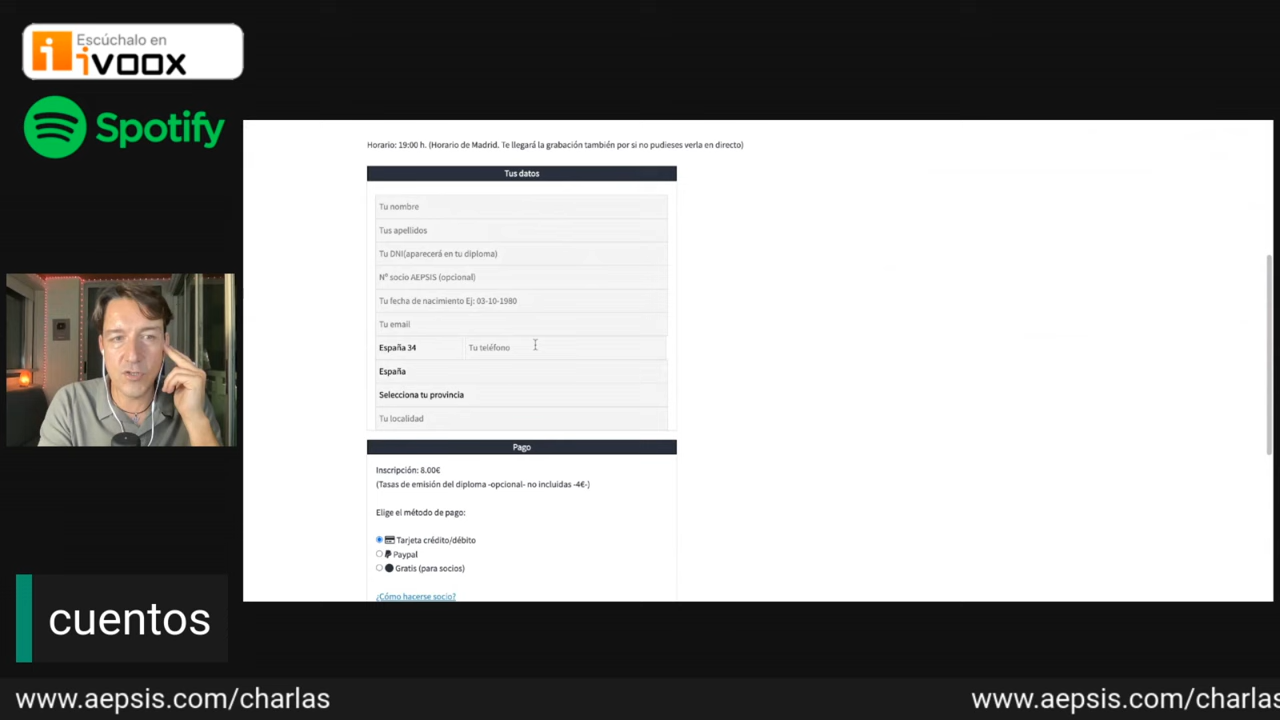 Escúchalo en
iVOOX
Spotify
Horario: 19:00 h. (Horario de Madrid. Te llegará la grabación también por si no pudieses verla en directo)
Tus datos
Tu nombre
Tus apellidos
Tu DNI(aparecerá en tu diploma)
Nº socio AEPSIS (opcional)
Tu fecha de nacimiento Ej: 03-10-1980
Tu email
España 34 Tu teléfono
España
Selecciona tu provincia
Tu localidad
Pago
Inscripción: 8.00€
(Tasas de emisión del diploma -opcional- no incluidas -4€-)
Elige el método de pago:
Tarjeta crédito/débito
Paypal
Gratis (para socios)
¿Cómo hacerse socio?
cuentos
www.aepsis.com/charlas www.aepsis.com/charlas